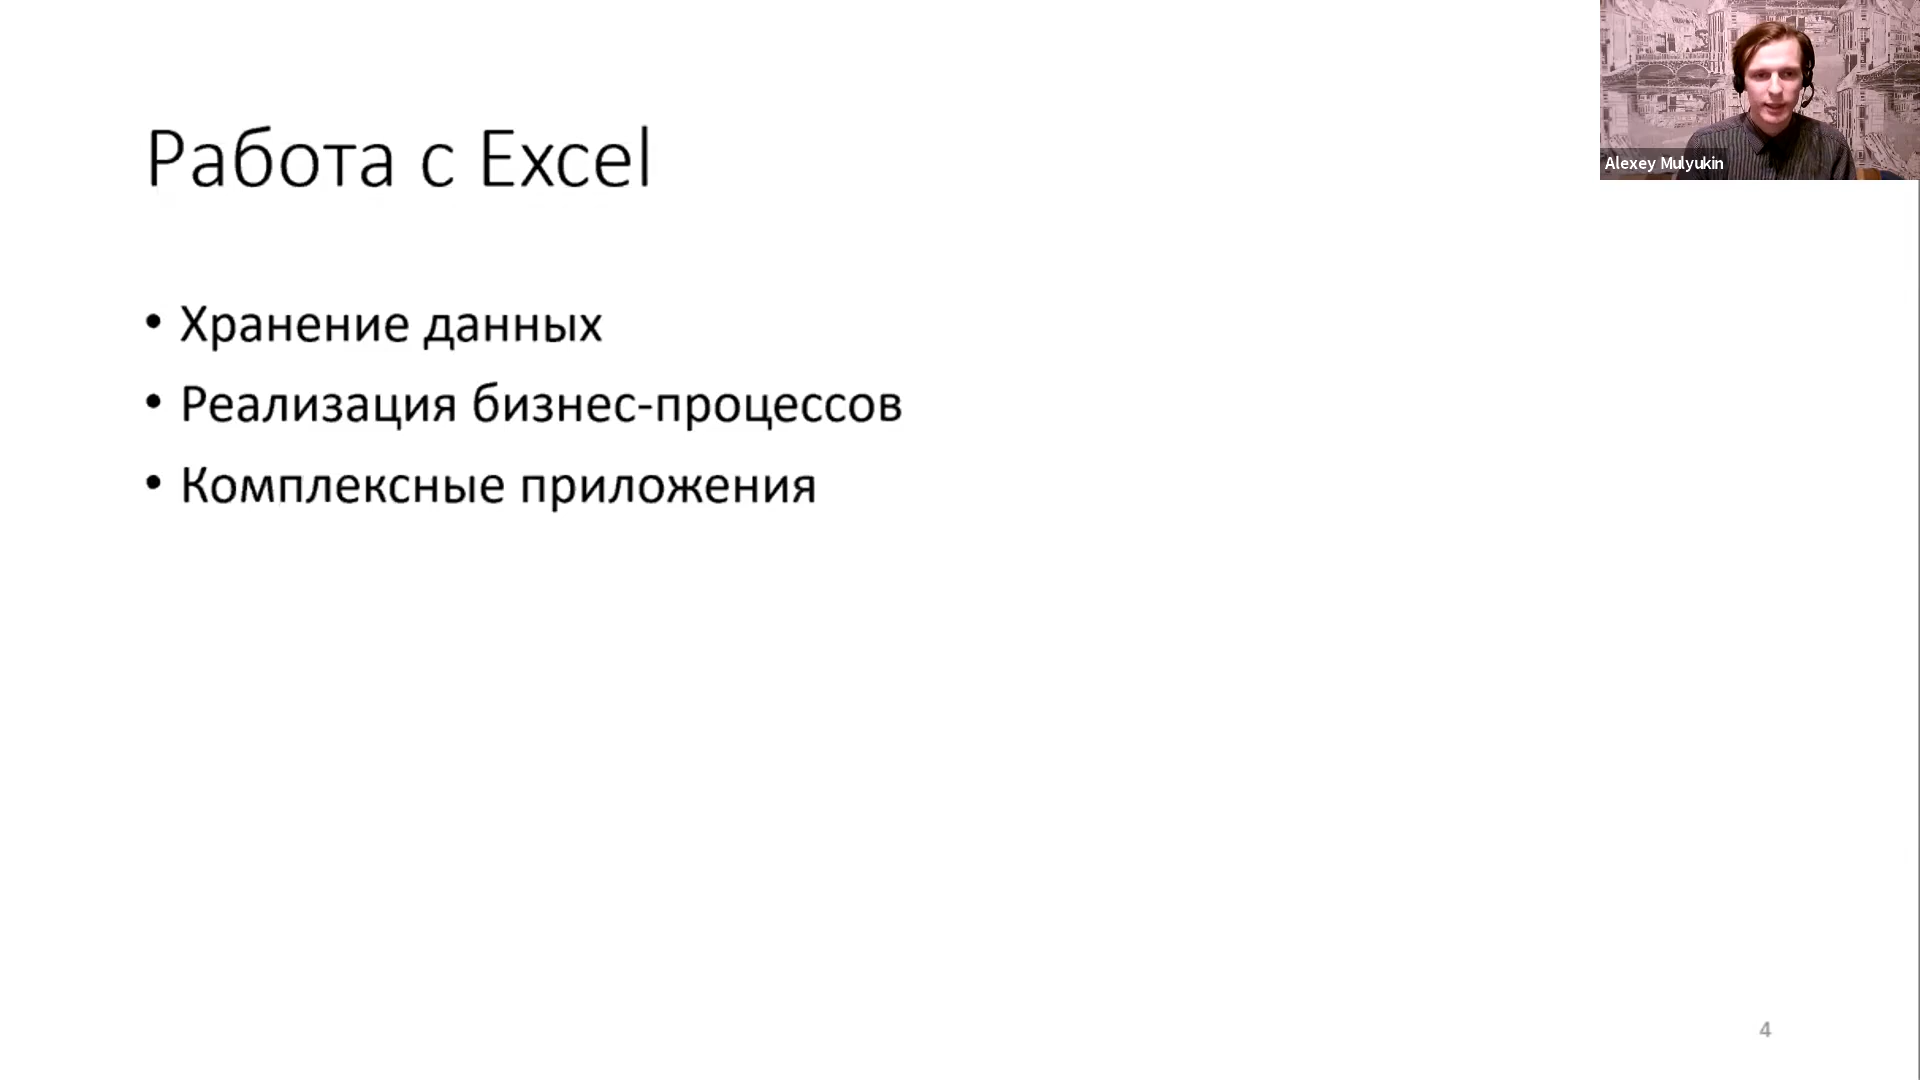 Работа с Excel
Alexey Mulyukin
• Хранение данных
• Реализация бизнес-процессов
• Комплексные приложения
4